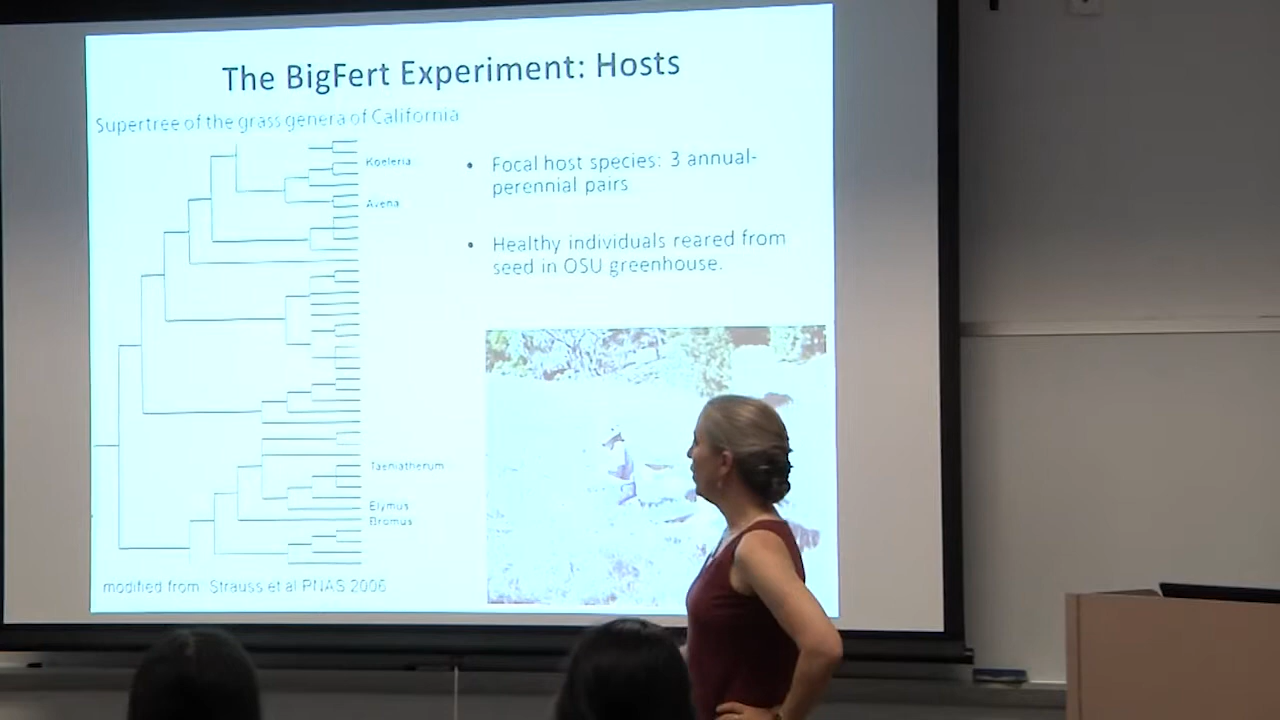 The BigFert Experiment: Hosts
Supertree of the grass genera of California
Koeleria
Avena
Taeniatherum
Elymus
Bromus
modified from Strauss et al PNAS 2006
• Focal host species: 3 annual-
perennial pairs
• Healthy individuals reared from
seed in OSU greenhouse.